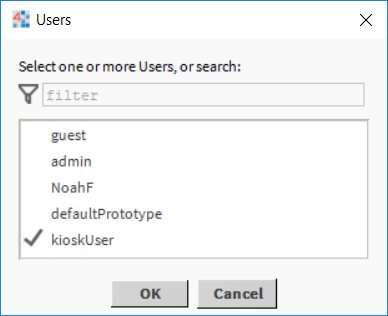 Users
Select one or more Users, or search:
filter
guest
admin
NoahF
defaultPrototype
kioskUser
OK Cancel